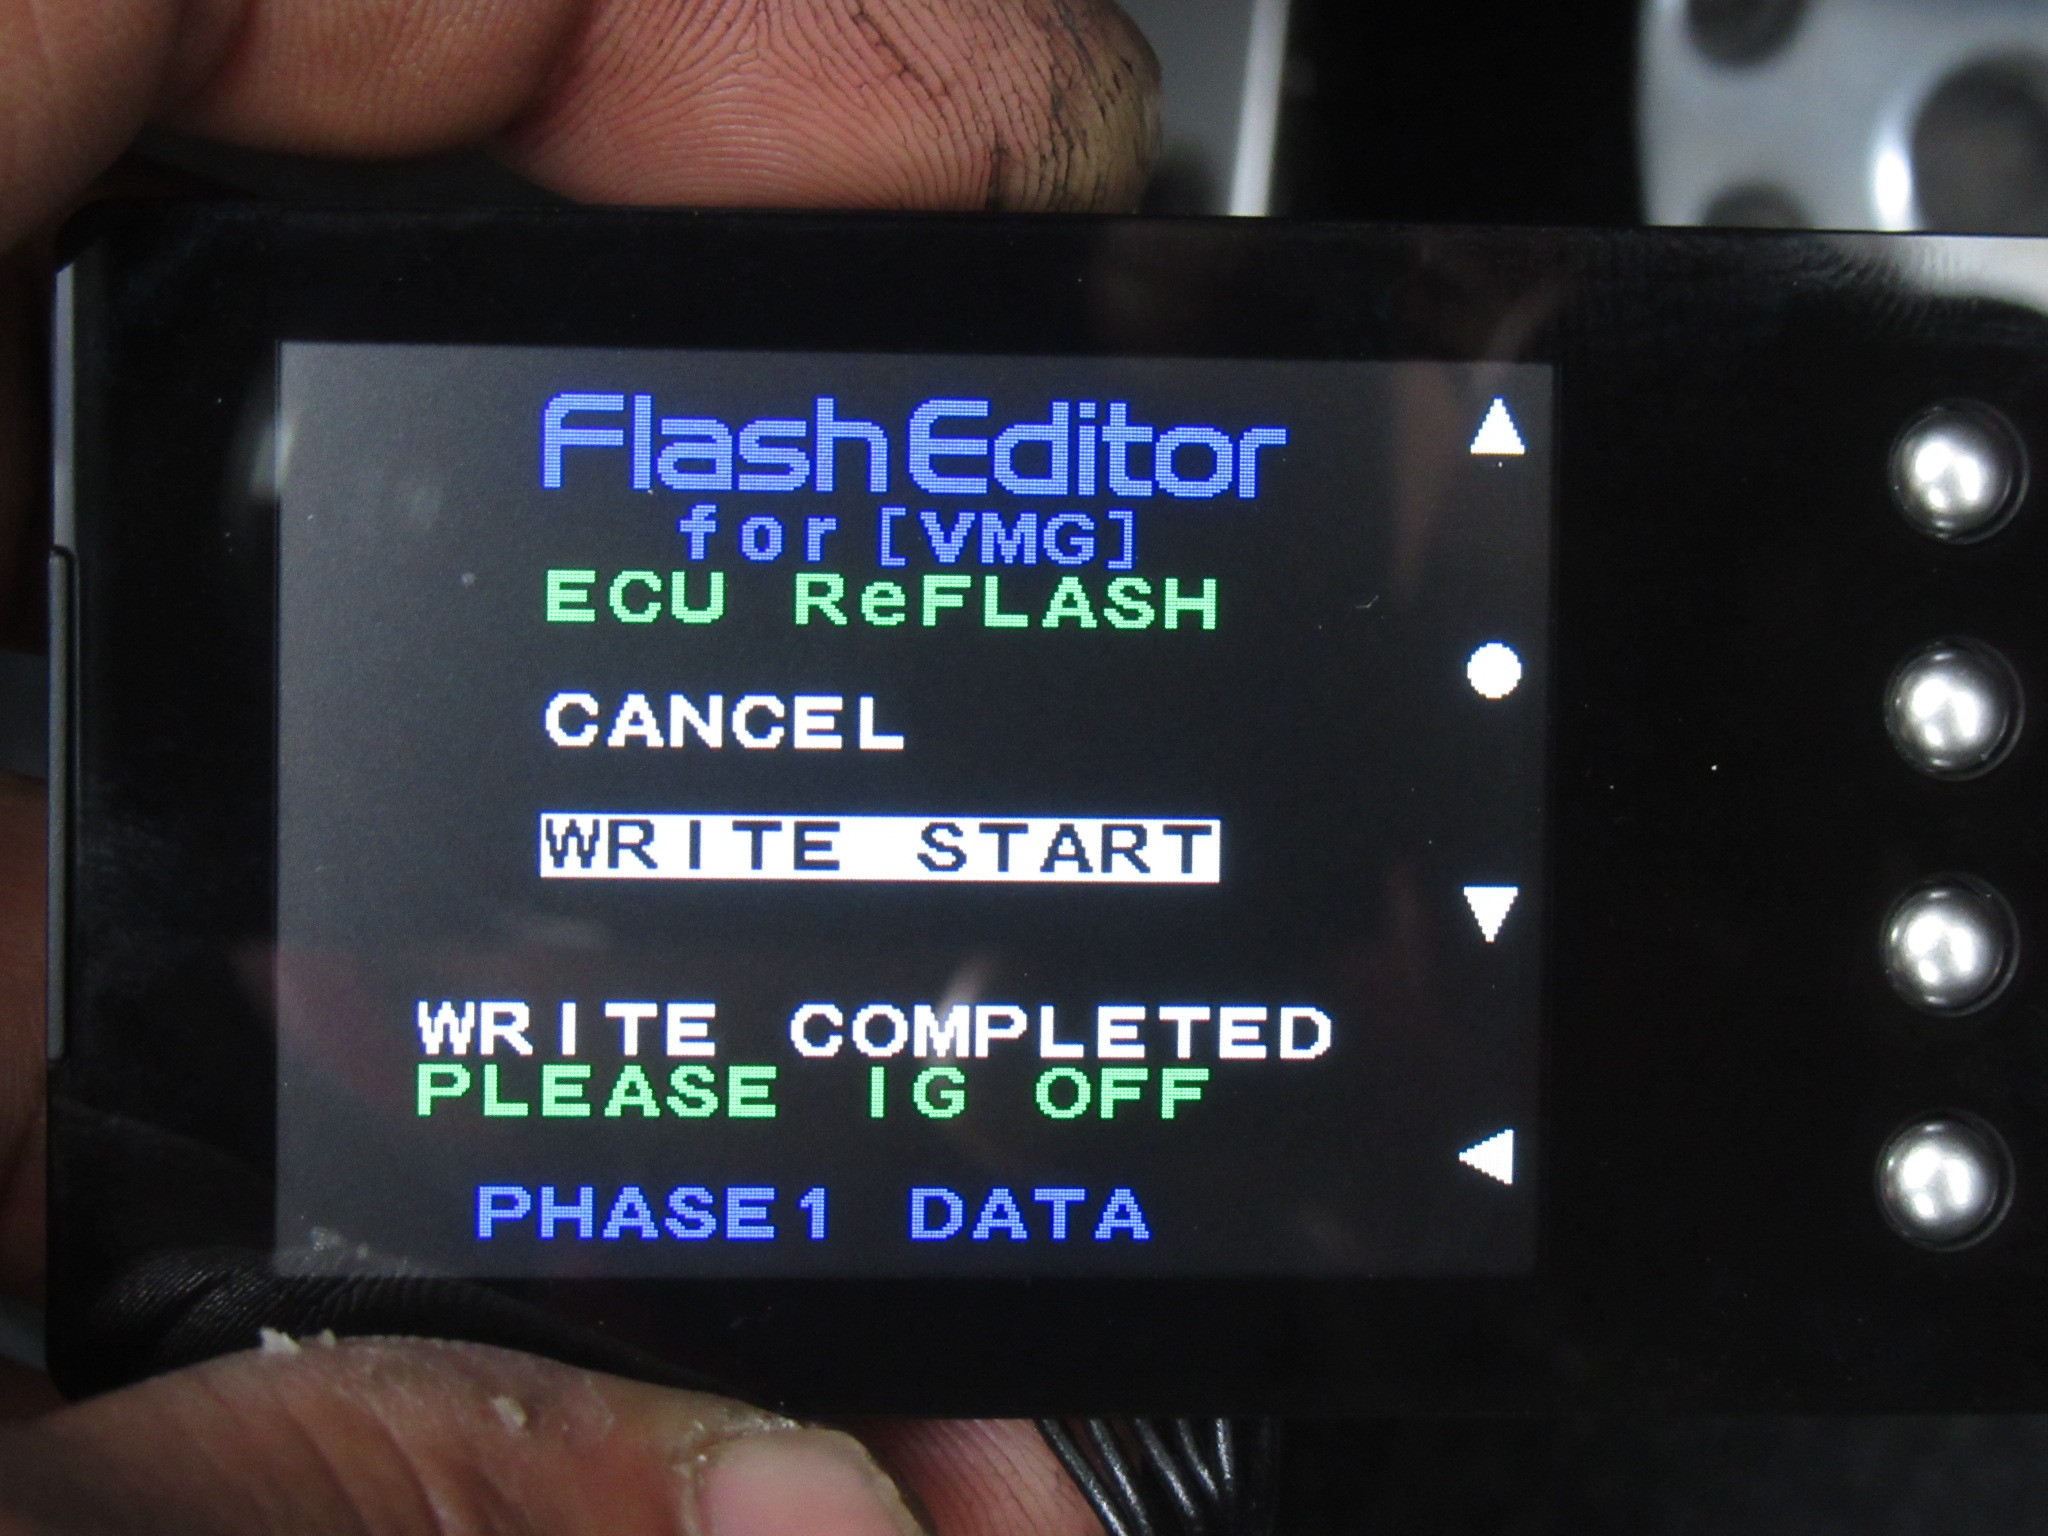 FlashEditor
for [VMG]
ECU ReFLASH
CANCEL
WRITE START
WRITE COMPLETED
PLEASE IG OFF
PHASE1 DATA